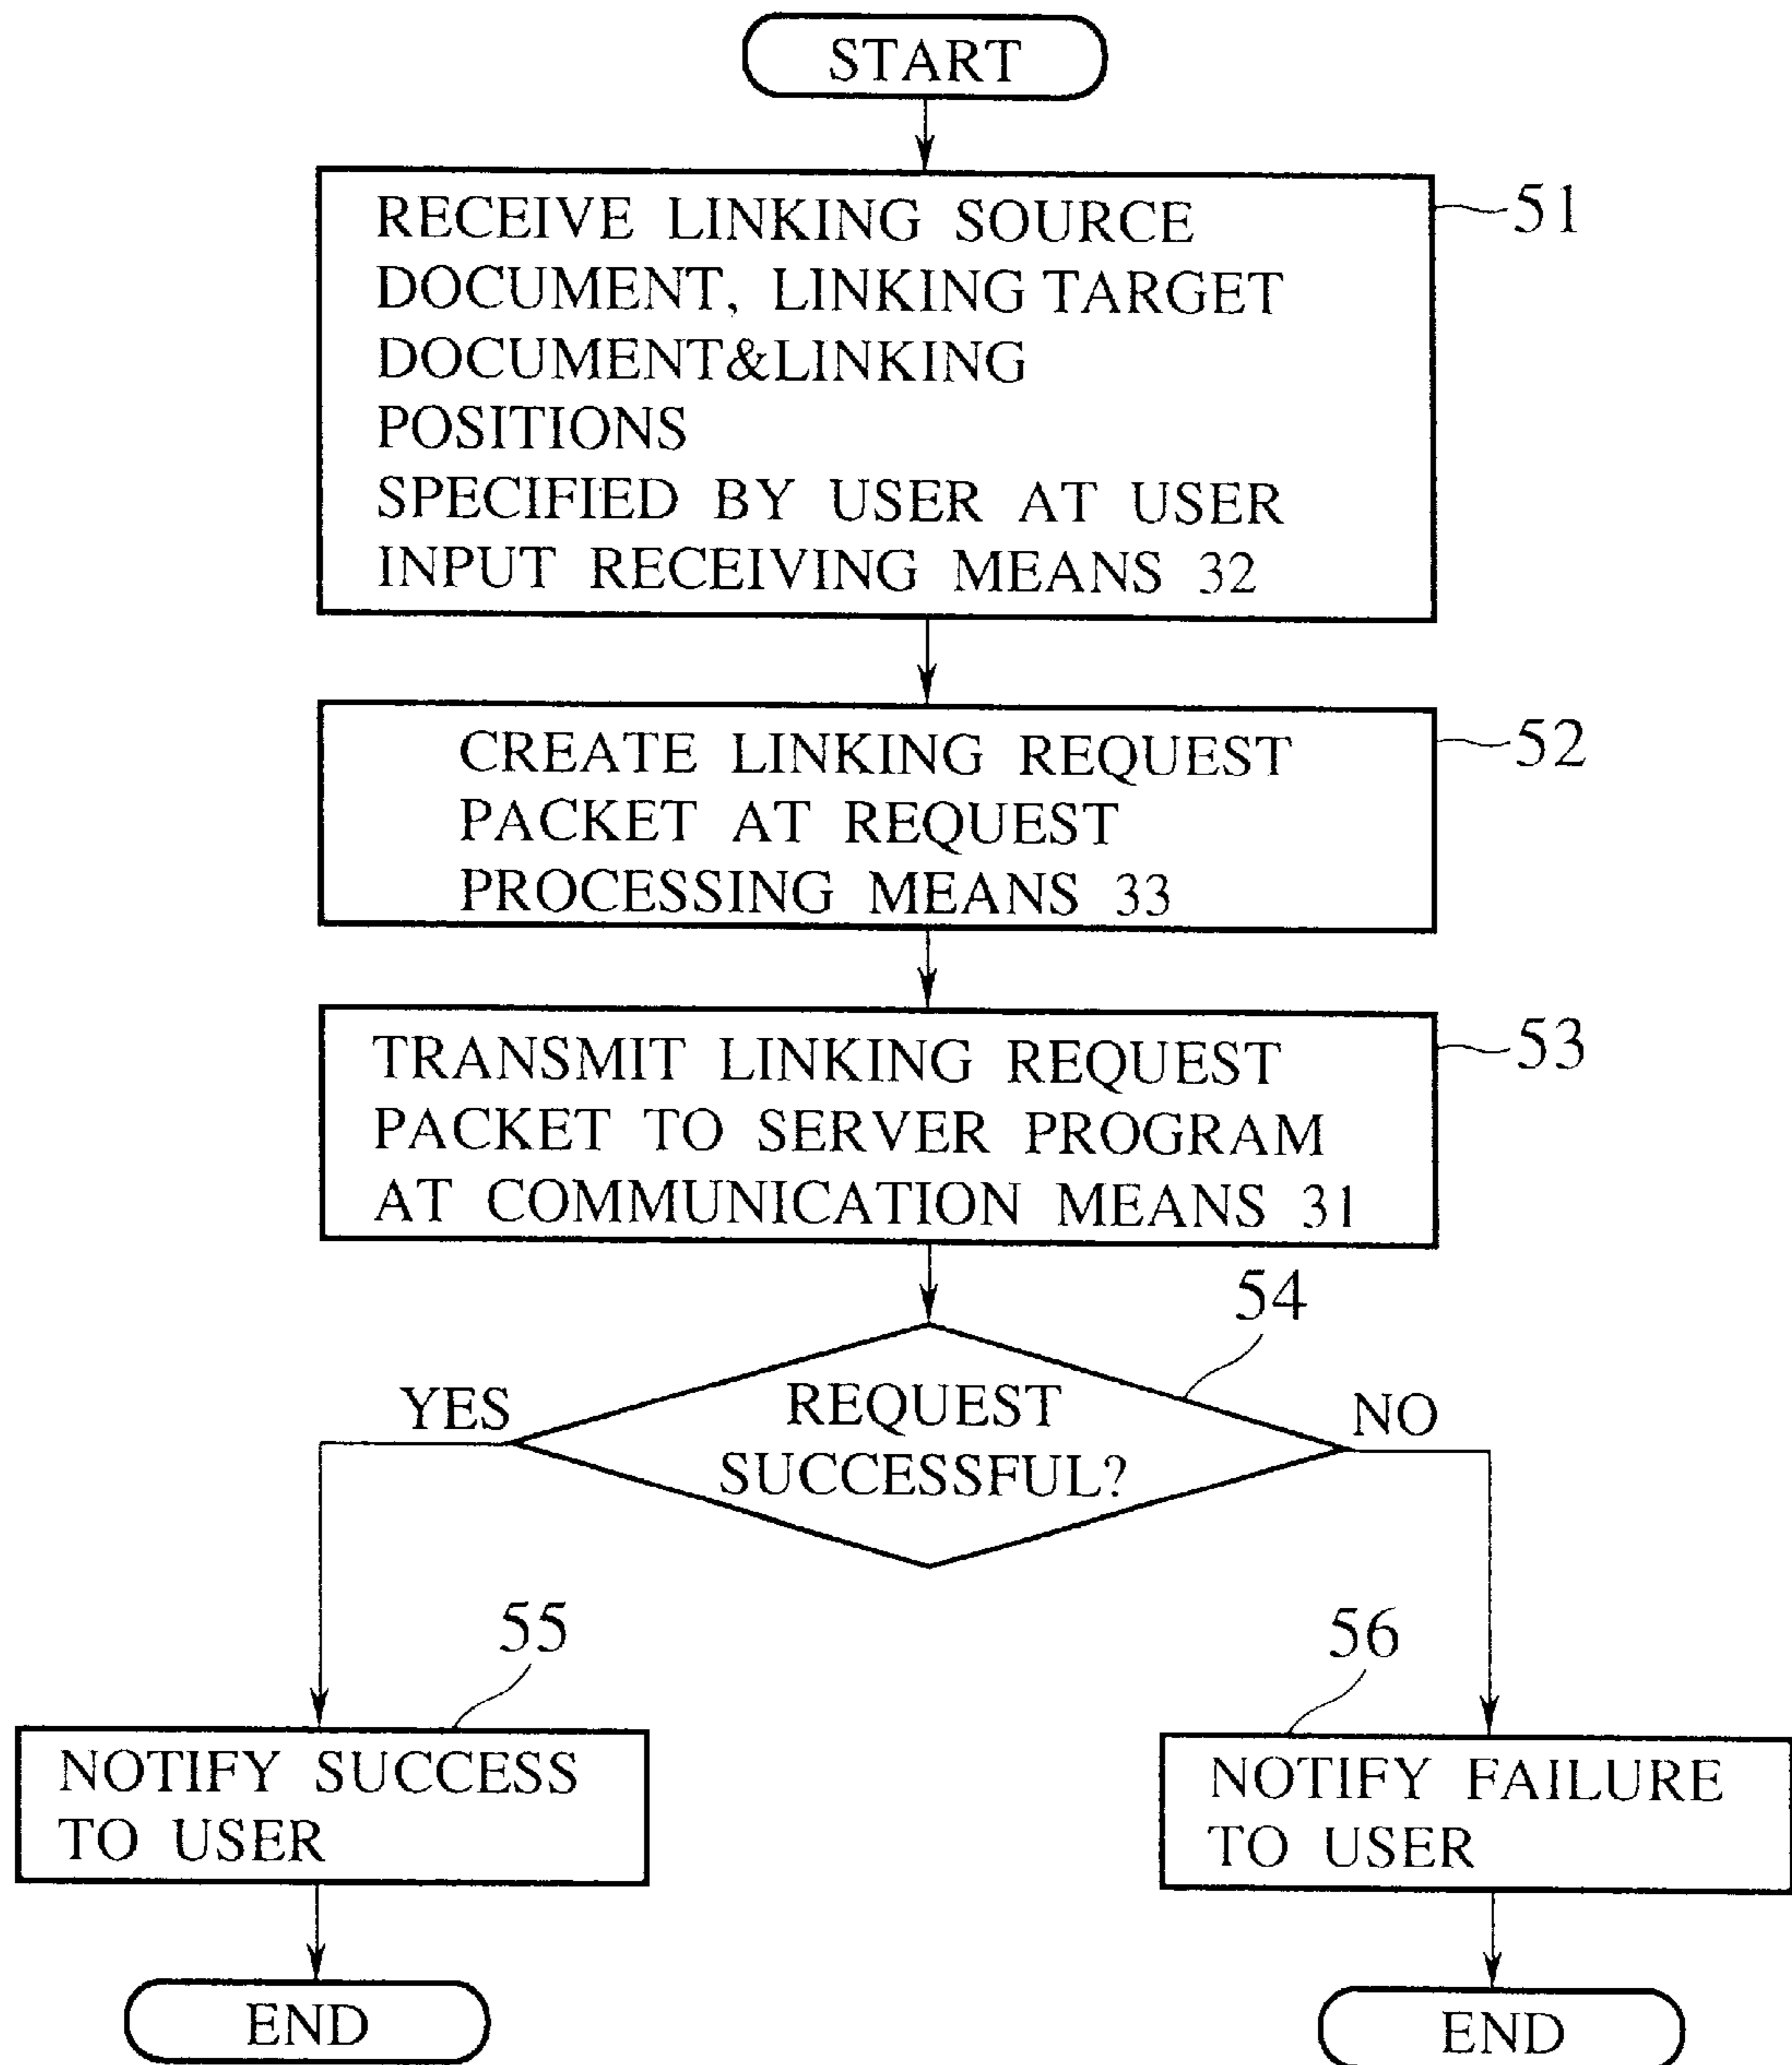 START
RECEIVE LINKING SOURCE
DOCUMENT, LINKING TARGET
DOCUMENT&LINKING
POSITIONS
SPECIFIED BY USER AT USER
INPUT RECEIVING MEANS 32
51
CREATE LINKING REQUEST
PACKET AT REQUEST
PROCESSING MEANS 33
52
TRANSMIT LINKING REQUEST
PACKET TO SERVER PROGRAM
AT COMMUNICATION MEANS 31
53
54
YES
REQUEST
SUCCESSFUL?
NO
55
NOTIFY SUCCESS
TO USER
END
56
NOTIFY FAILURE
TO USER
END